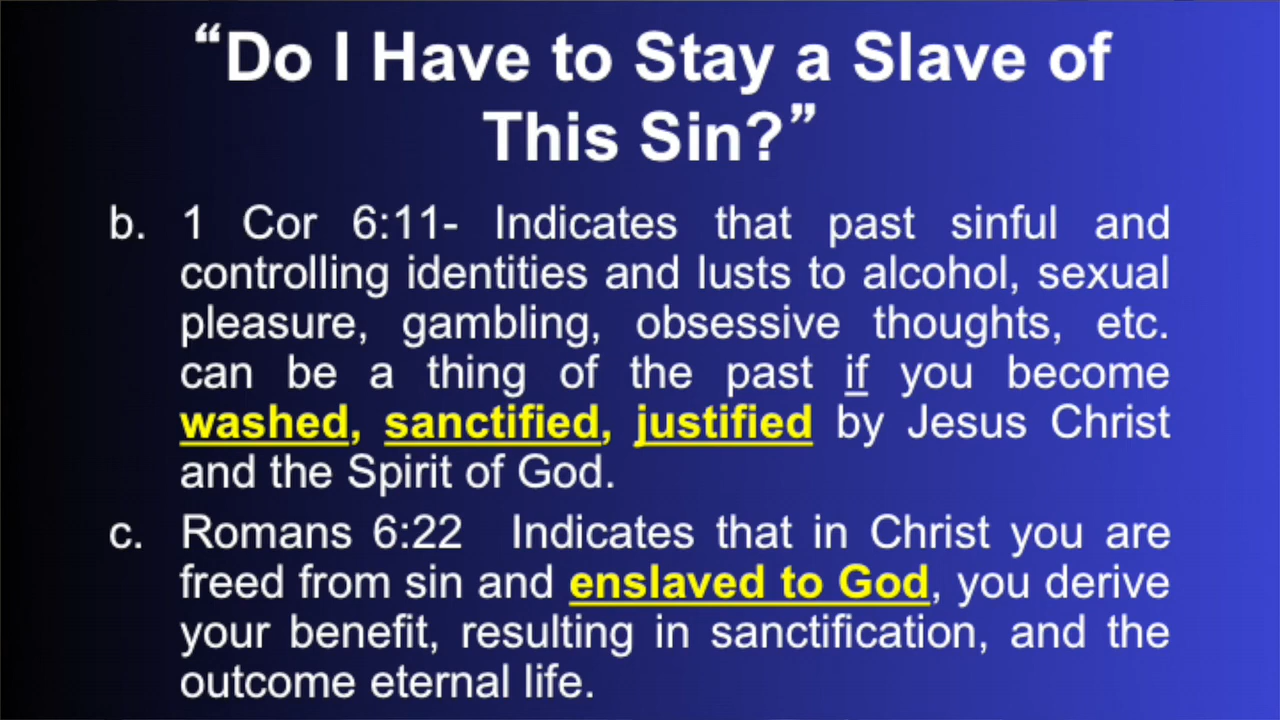 “Do I Have to Stay a Slave of
This Sin?”
b. 1 Cor 6:11- Indicates that past sinful and
controlling identities and lusts to alcohol, sexual
pleasure, gambling, obsessive thoughts, etc.
can be a thing of the past if you become
washed, sanctified, justified by Jesus Christ
and the Spirit of God.
c. Romans 6:22 Indicates that in Christ you are
freed from sin and enslaved to God, you derive
your benefit, resulting in sanctification, and the
outcome eternal life.